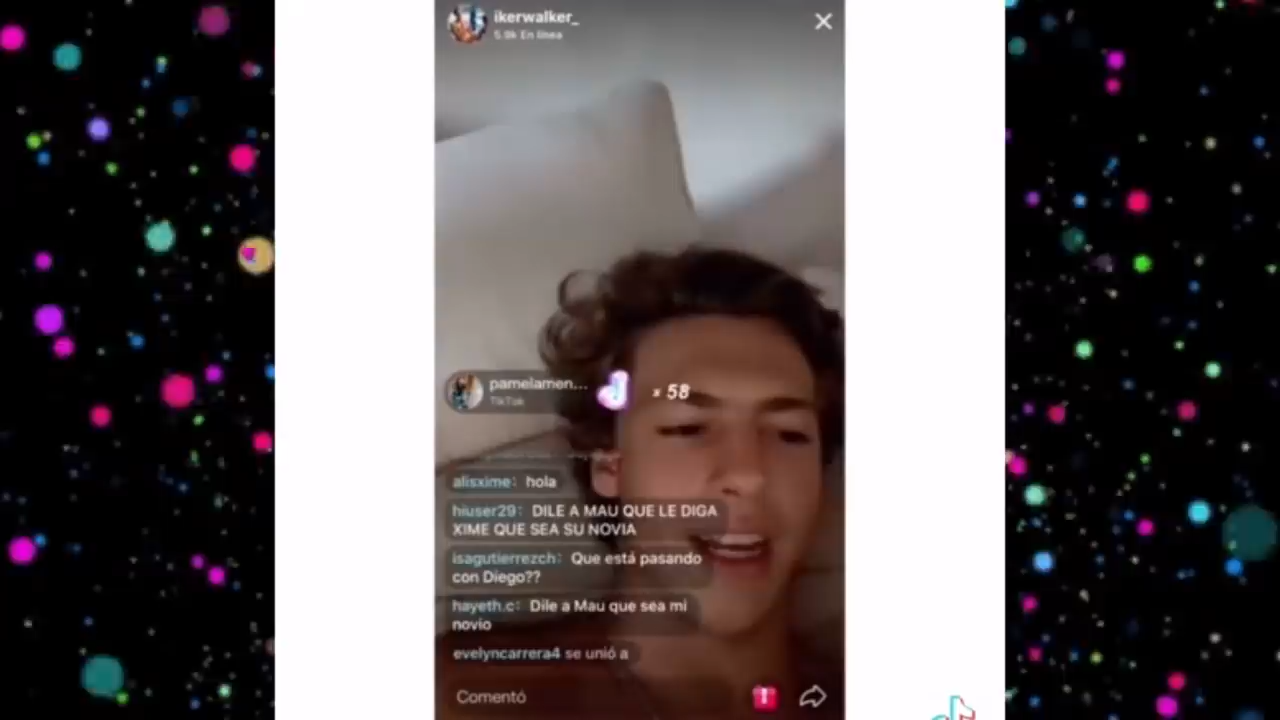 ikerwalker_
5.9k En línea
pamelamen...
TikTok
× 58
alisxime: hola
hiuser29: DILE A MAU QUE LE DIGA
XIME QUE SEA SU NOVIA
isagutierrezch: Que está pasando
con Diego??
hayeth.c: Dile a Mau que sea mi
novio
evelyncarrera4 se unió a
Comentó